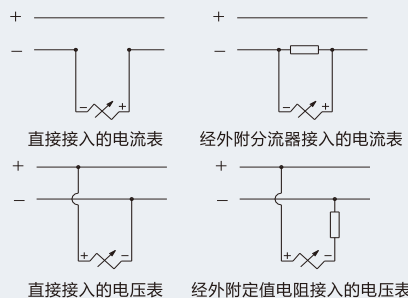 + +
− −
− + − +
直接接入的电流表 经外附分流器接入的电流表
+ +
− −
+ − + −
直接接入的电压表 经外附定值电阻接入的电压表